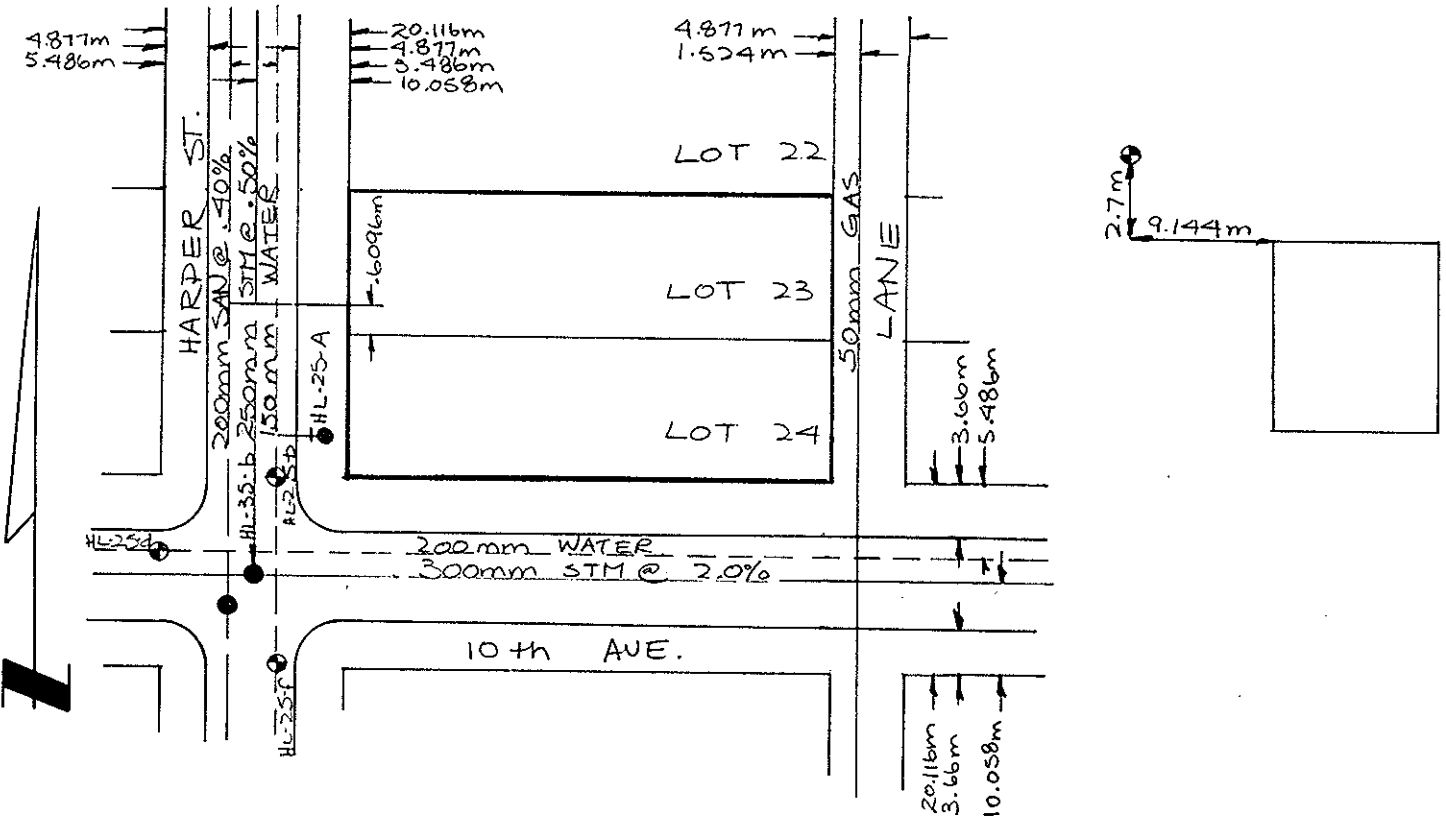 4.877m
5.486m
20.116m
4.877m
5.486m
10.058m
4.877m
1.524m
HARPER ST.
200mm SAN @ .40%
250mm STM @ .50%
150mm WATER
.6096m
LOT 22
LOT 23
LOT 24
50mm GAS
LANE
2.7m
9.144m
HL-25-A
HL-35-b
AL-25-b
HL-25d
3.66m
5.486m
200mm WATER
300mm STM @ 2.0%
10th AVE.
HL-25-f
20.116m
3.66m
10.058m